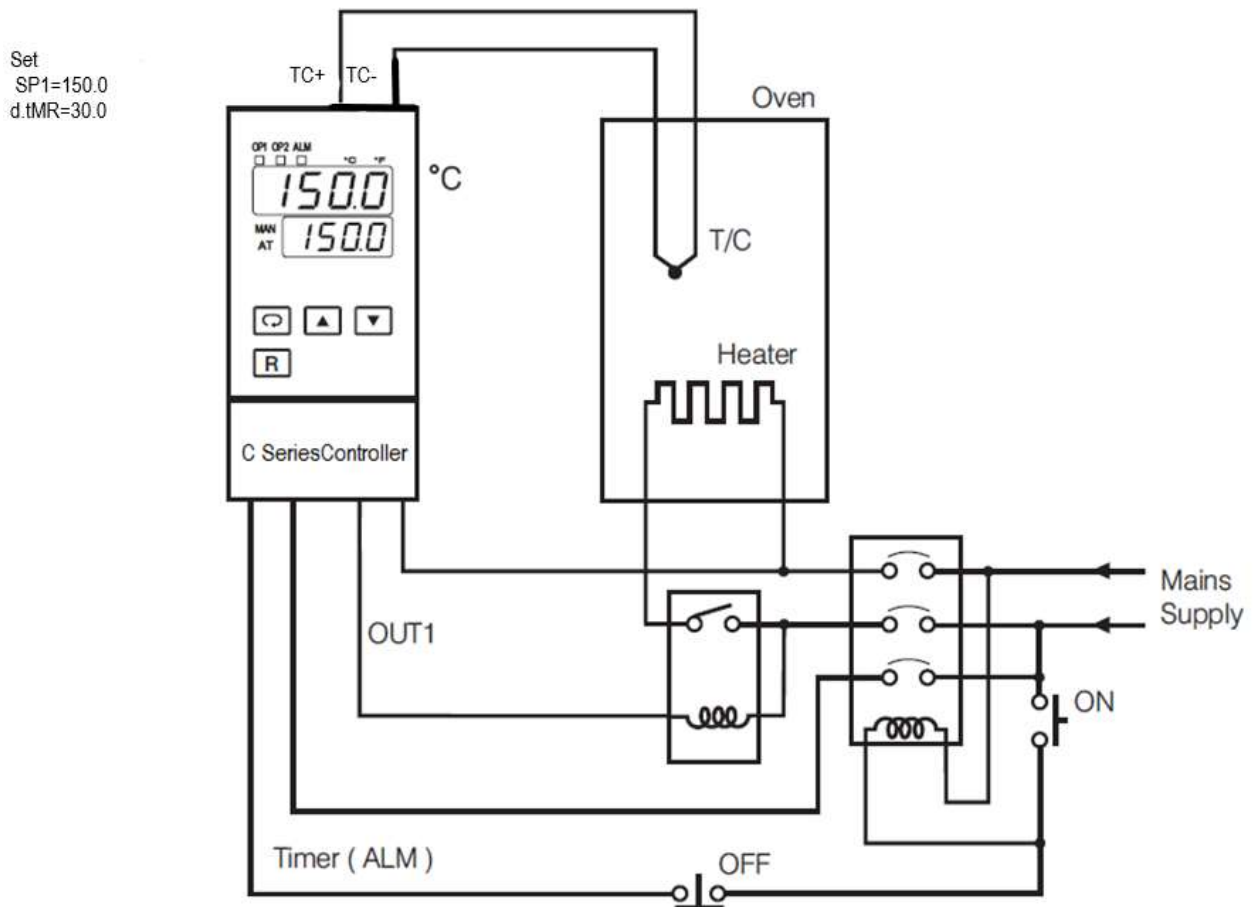 Set
SP1=150.0
d.tMR=30.0
TC+ TC-
Oven
OP1 OP2 ALM °C °F
150.0
°C
MAN
AT
150.0
T/C
R
Heater
C SeriesController
Mains
Supply
OUT1
ON
Timer ( ALM )
OFF